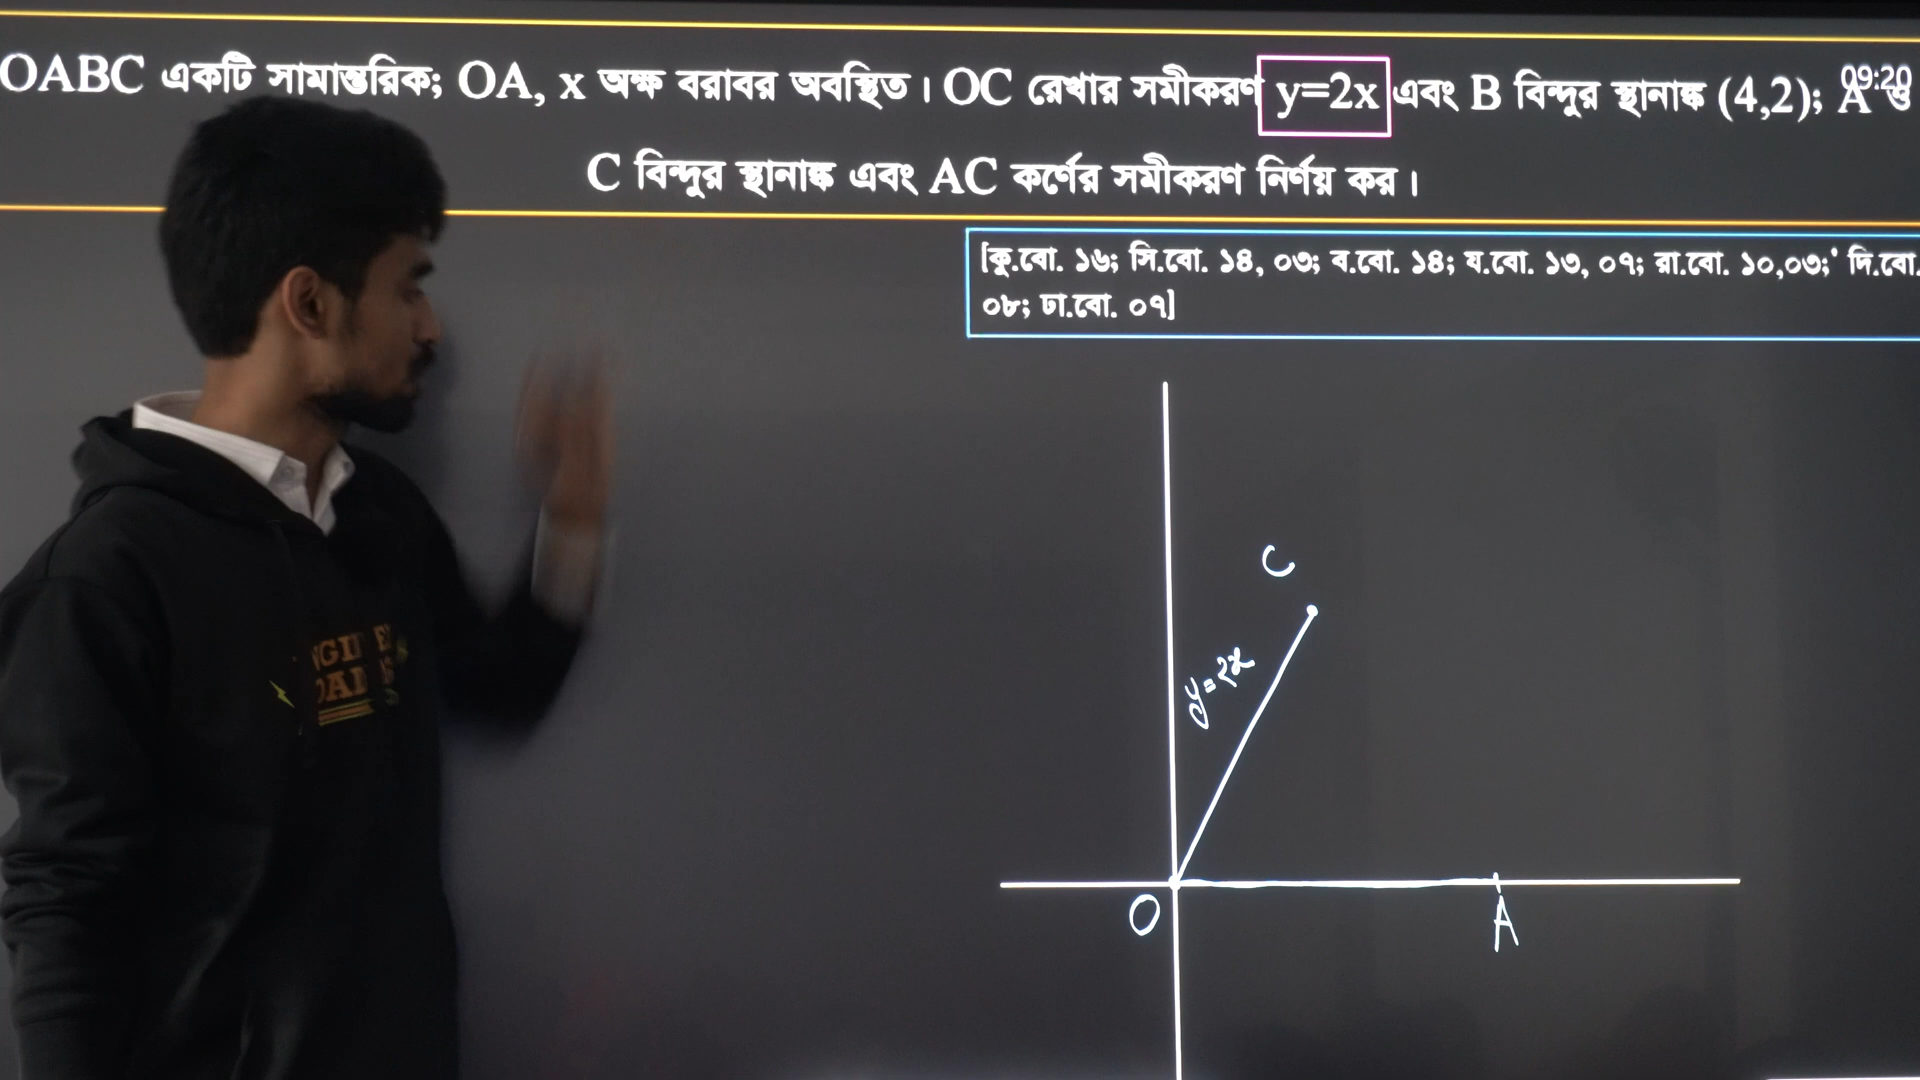 OABC একটি সামান্তরিক; OA, x অক্ষ বরাবর অবস্থিত। OC রেখার সমীকরণ y=2x এবং B বিন্দুর স্থানাঙ্ক (4,2); A ও
09:20
C বিন্দুর স্থানাঙ্ক এবং AC কর্ণের সমীকরণ নির্ণয় কর।
[কু.বো. ১৬; সি.বো. ১৪, ০৩; ব.বো. ১৪; য.বো. ১৩, ০৭; রা.বো. ১০,০৩;' দি.বো.
০৮; ঢা.বো. ০৭]
C
y=2x
O
A